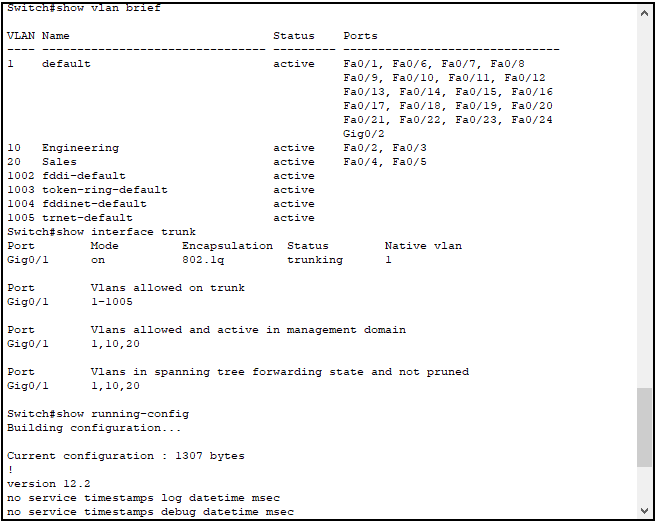 Switch#show vlan brief
VLAN Name Status Ports
---- -------------------------------- --------- -------------------------------
1 default active Fa0/1, Fa0/6, Fa0/7, Fa0/8
Fa0/9, Fa0/10, Fa0/11, Fa0/12
Fa0/13, Fa0/14, Fa0/15, Fa0/16
Fa0/17, Fa0/18, Fa0/19, Fa0/20
Fa0/21, Fa0/22, Fa0/23, Fa0/24
Gig0/2
10 Engineering active Fa0/2, Fa0/3
20 Sales active Fa0/4, Fa0/5
1002 fddi-default active
1003 token-ring-default active
1004 fddinet-default active
1005 trnet-default active
Switch#show interface trunk
Port Mode Encapsulation Status Native vlan
Gig0/1 on 802.1q trunking 1
Port Vlans allowed on trunk
Gig0/1 1-1005
Port Vlans allowed and active in management domain
Gig0/1 1,10,20
Port Vlans in spanning tree forwarding state and not pruned
Gig0/1 1,10,20
Switch#show running-config
Building configuration...
Current configuration : 1307 bytes
!
version 12.2
no service timestamps log datetime msec
no service timestamps debug datetime msec